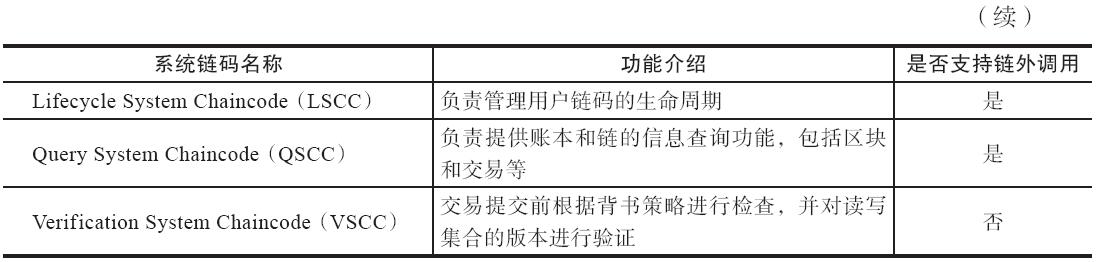 （续）
系统链码名称 功能介绍 是否支持链外调用
Lifecycle System Chaincode（LSCC） 负责管理用户链码的生命周期 是
Query System Chaincode（QSCC） 负责提供账本和链的信息查询功能，包括区块
和交易等 是
Verification System Chaincode（VSCC） 交易提交前根据背书策略进行检查，并对读写
集合的版本进行验证 否